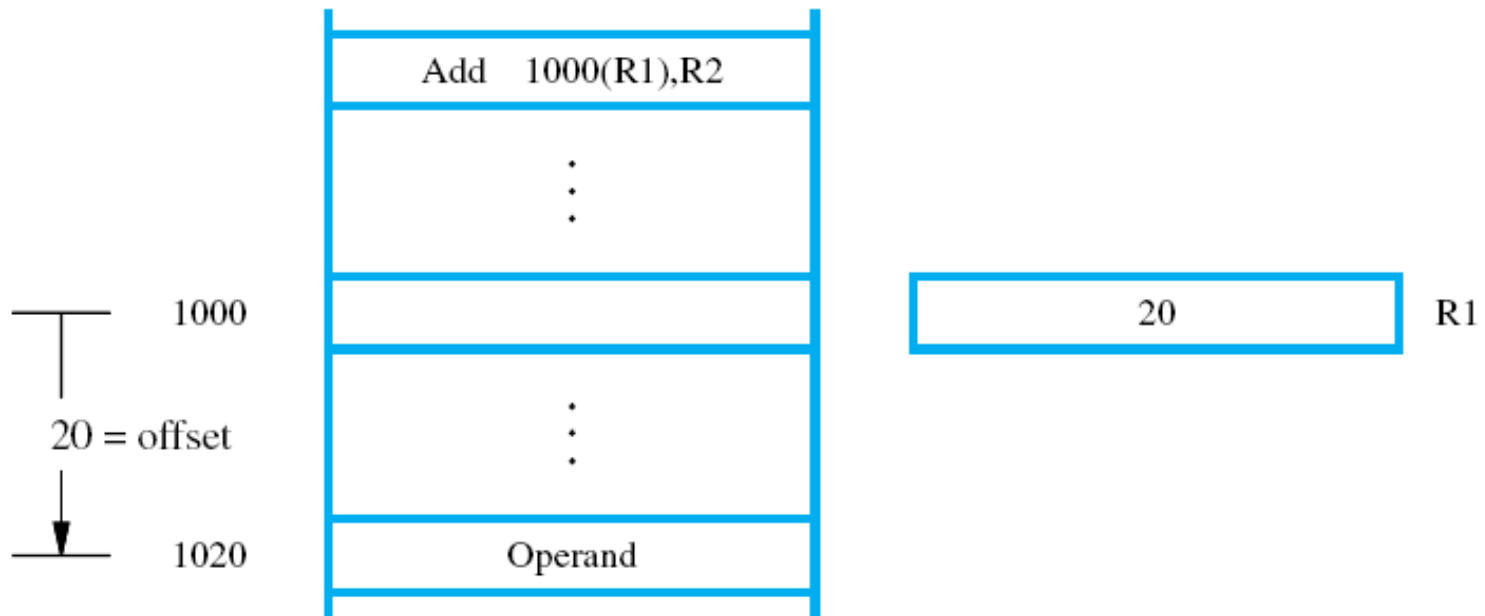 Add 1000(R1),R2
1000
20
R1
20 = offset
1020
Operand